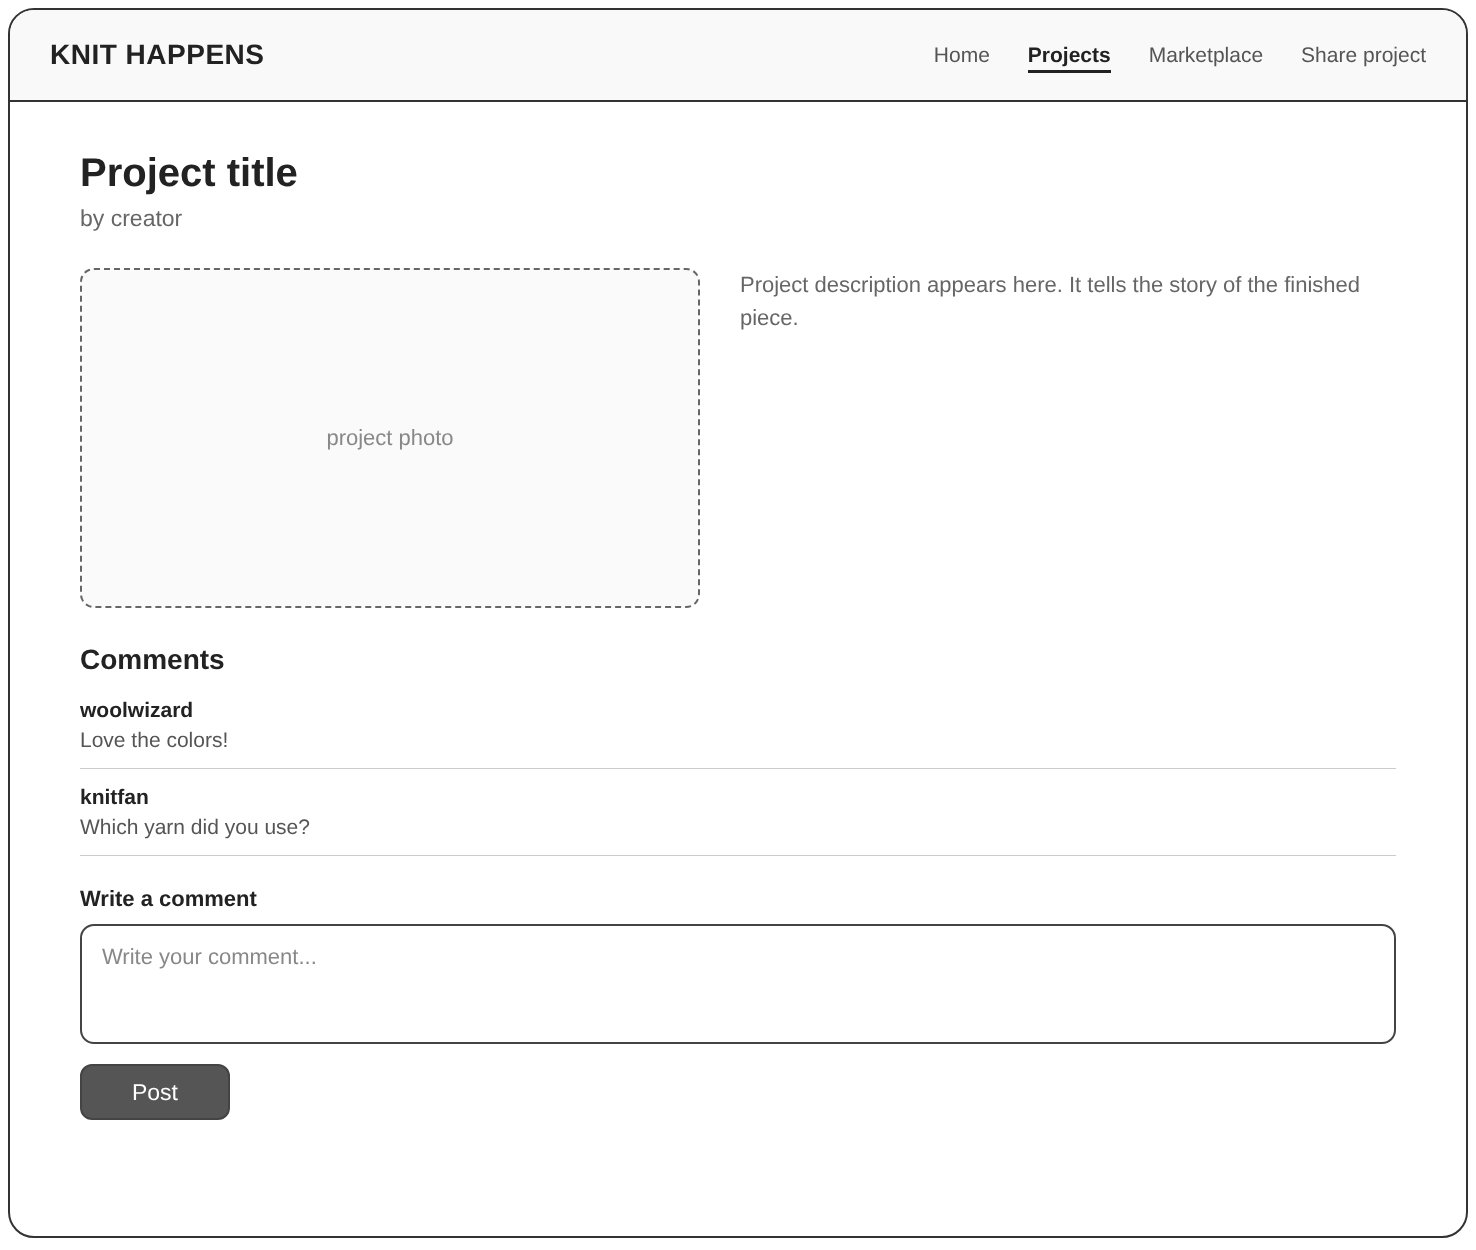 KNIT HAPPENS
Home Projects Marketplace Share project
Project title
by creator
project photo
Project description appears here. It tells the story of the finished
piece.
Comments
woolwizard
Love the colors!
knitfan
Which yarn did you use?
Write a comment
Write your comment...
Post